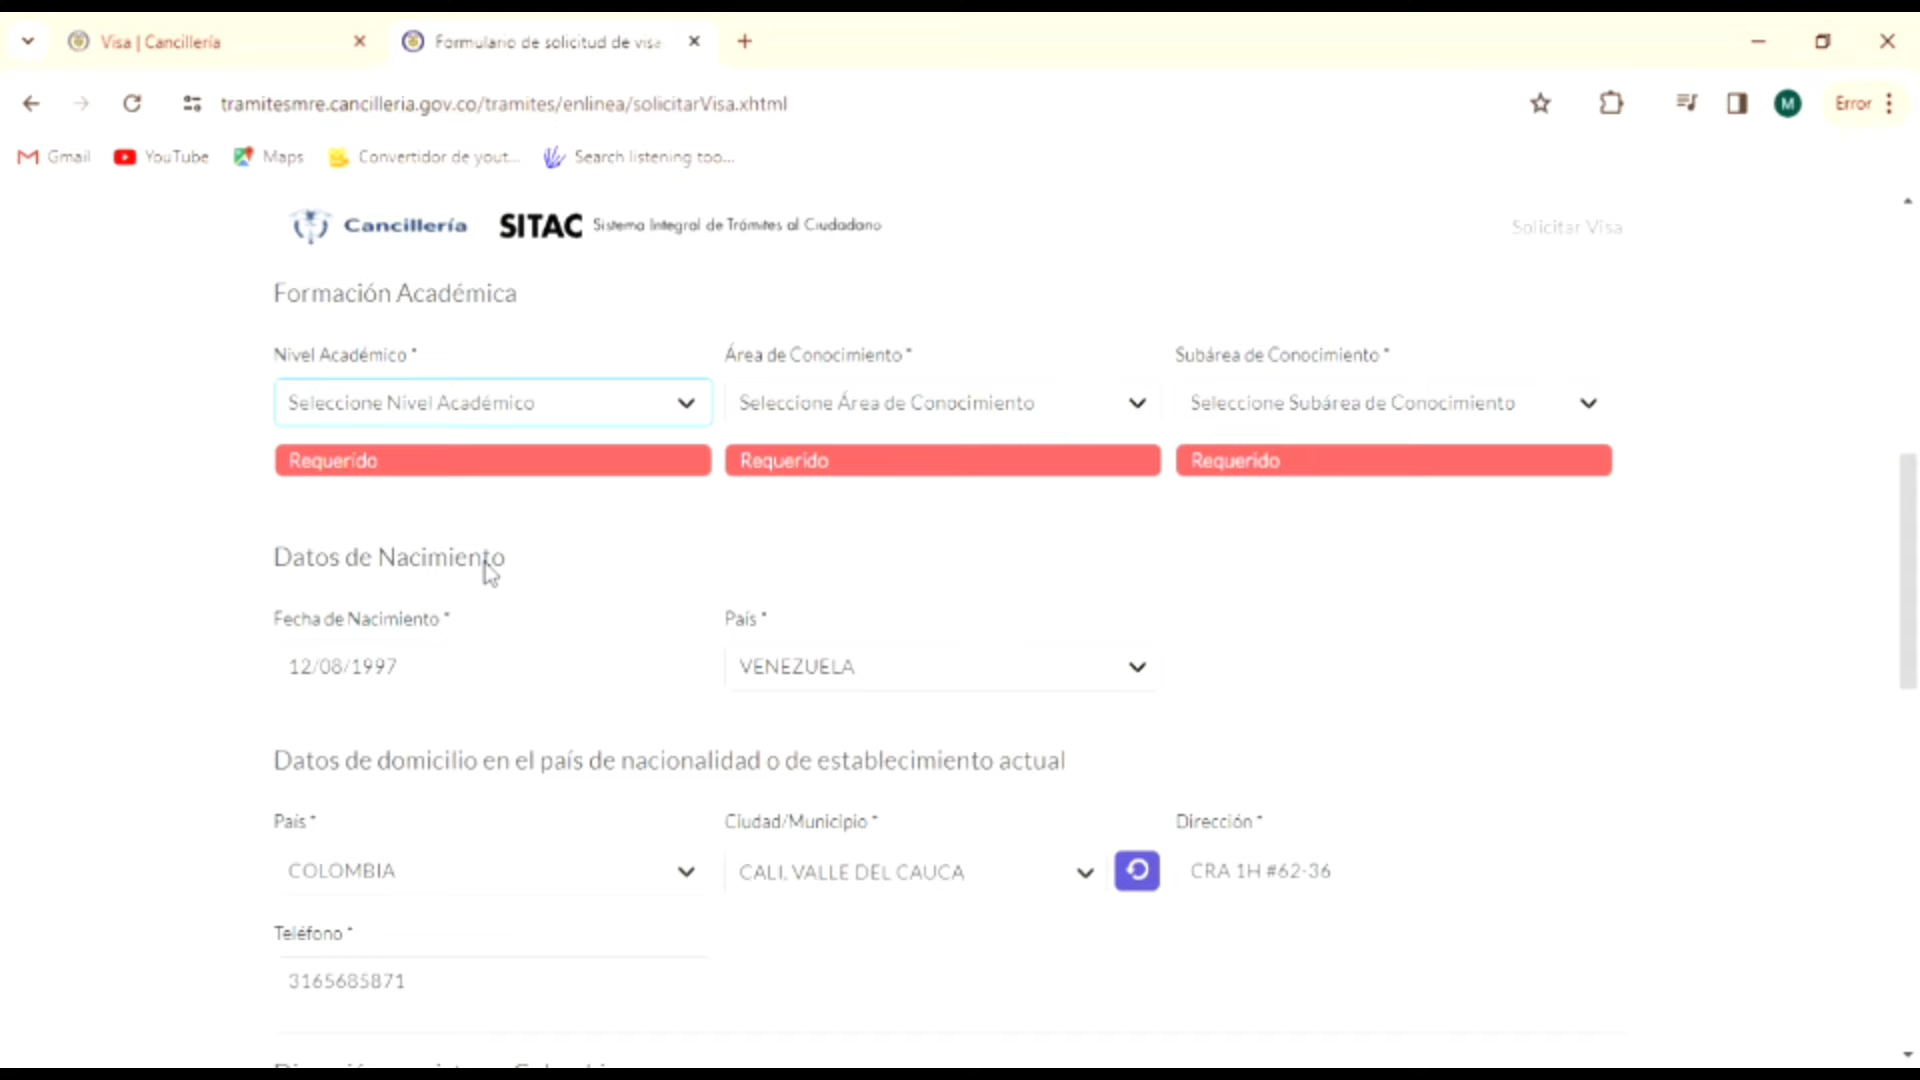 Visa | Cancillería
Formulario de solicitud de visa
tramitesmre.cancilleria.gov.co/tramites/enlinea/solicitarVisa.xhtml
M
Error
Gmail
YouTube
Maps
Convertidor de yout...
Search listening too...
Cancillería
SITAC Sistema Integral de Trámites al Ciudadano
Solicitar Visa
Formación Académica
Nivel Académico *
Área de Conocimiento *
Subárea de Conocimiento *
Seleccione Nivel Académico
Seleccione Área de Conocimiento
Seleccione Subárea de Conocimiento
Requerido
Requerido
Requerido
Datos de Nacimiento
Fecha de Nacimiento *
País *
12/08/1997
VENEZUELA
Datos de domicilio en el país de nacionalidad o de establecimiento actual
País *
Ciudad/Municipio *
Dirección *
COLOMBIA
CALI, VALLE DEL CAUCA
CRA 1H #62-36
Teléfono *
3165685871